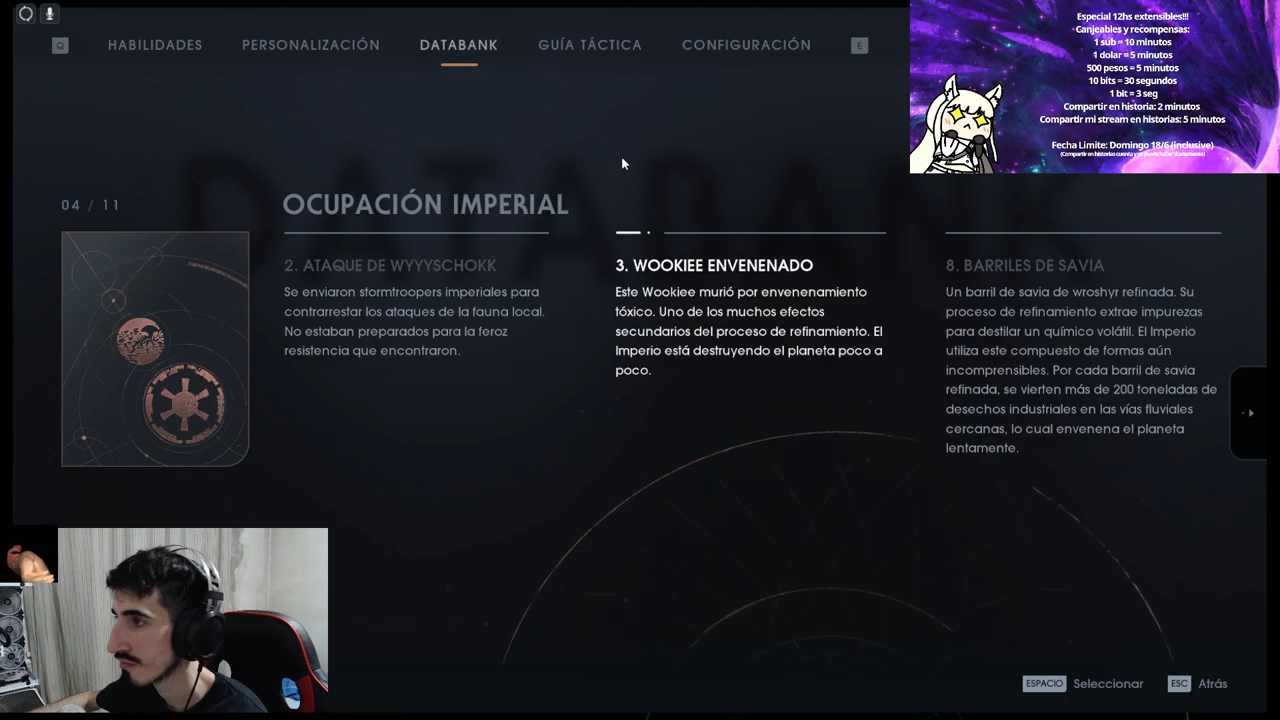 Q
HABILIDADES
PERSONALIZACIÓN
DATABANK
GUÍA TÁCTICA
CONFIGURACIÓN
E
Especial 12hs extensibles!!!
Canjeables y recompensas:
1 sub = 10 minutos
1 dolar = 5 minutos
500 pesos = 5 minutos
10 bits = 30 segundos
1 bit = 3 seg
Compartir en historia: 2 minutos
Compartir mi stream en historias: 5 minutos
Fecha Limite: Domingo 18/6 (inclusive)
DATABANK
04 / 11
OCUPACIÓN IMPERIAL
2. ATAQUE DE WYYYSCHOKK
Se enviaron stormtroopers imperiales para
contrarrestar los ataques de la fauna local.
No estaban preparados para la feroz
resistencia que encontraron.
3. WOOKIEE ENVENENADO
Este Wookiee murió por envenenamiento
tóxico. Uno de los muchos efectos
secundarios del proceso de refinamiento. El
Imperio está destruyendo el planeta poco a
poco.
8. BARRILES DE SAVIA
Un barril de savia de wroshyr refinada. Su
proceso de refinamiento extrae impurezas
para destilar un químico volátil. El Imperio
utiliza este compuesto de formas aún
incomprensibles. Por cada barril de savia
refinada, se vierten más de 200 toneladas de
desechos industriales en las vías fluviales
cercanas, lo cual envenena el planeta
lentamente.
ESPACIO Seleccionar
ESC Atrás